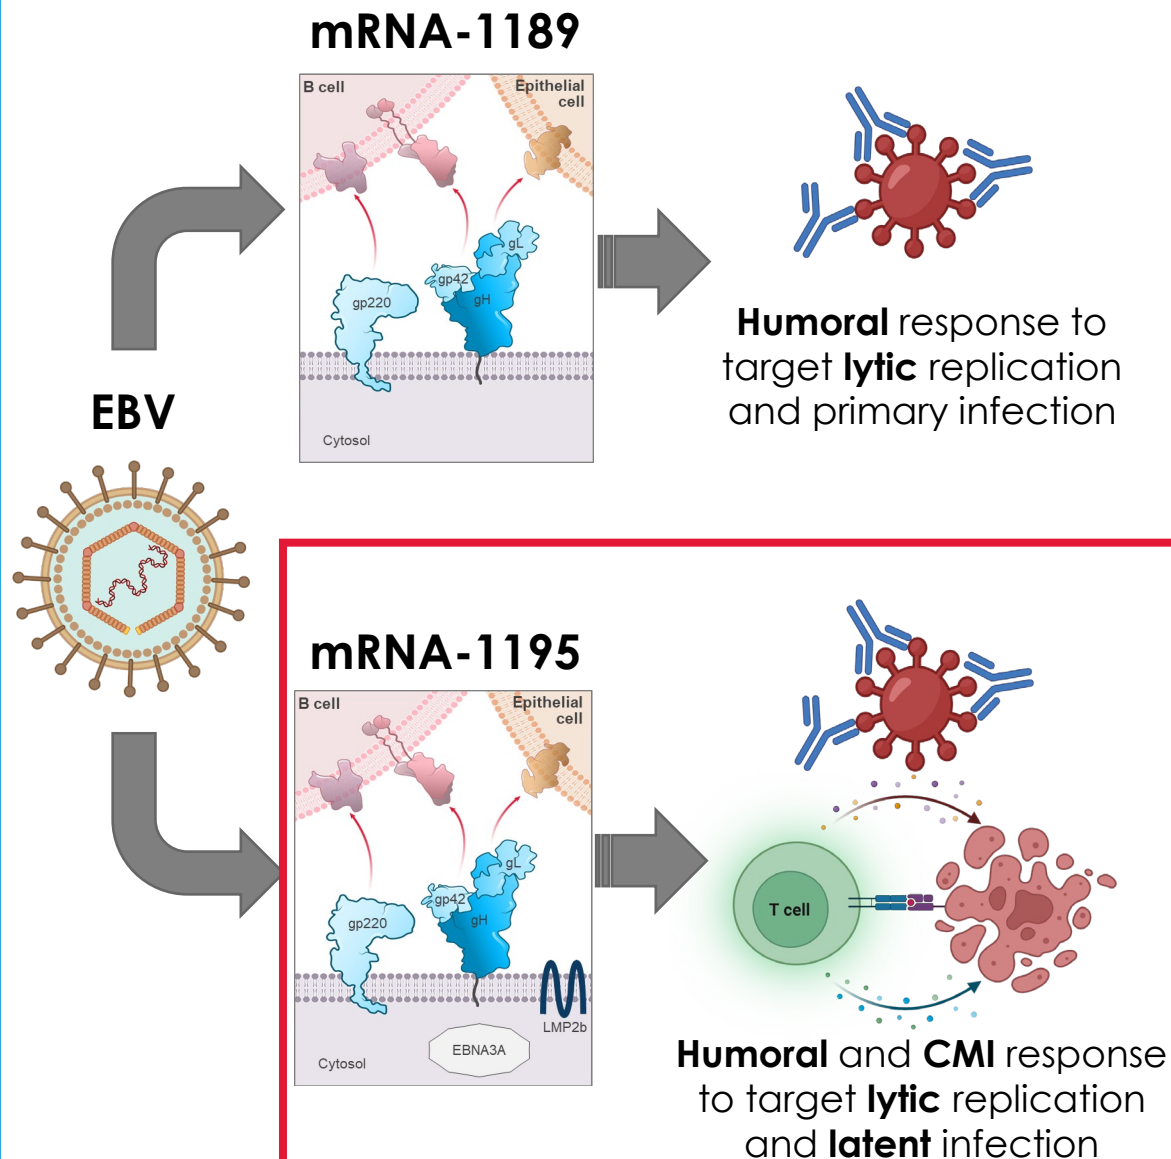 mRNA-1189
B cell
Epithelial
cell
gL
gp42
gp220
gH
Cytosol
Humoral response to
target lytic replication
and primary infection
EBV
mRNA-1195
B cell
Epithelial
cell
gL
gp42
gp220
gH
LMP2b
EBNA3A
Cytosol
T cell
Humoral and CMI response
to target lytic replication
and latent infection